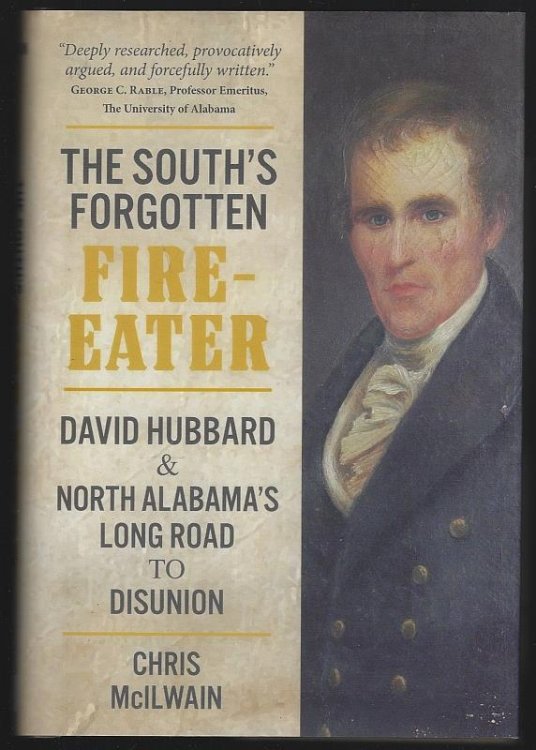 “Deeply researched, provocatively
argued, and forcefully written.”
GEORGE C. RABLE, Professor Emeritus,
The University of Alabama
THE SOUTH’S
FORGOTTEN
FIRE-
EATER
DAVID HUBBARD
&
NORTH ALABAMA’S
LONG ROAD
TO
DISUNION
CHRIS
McILWAIN